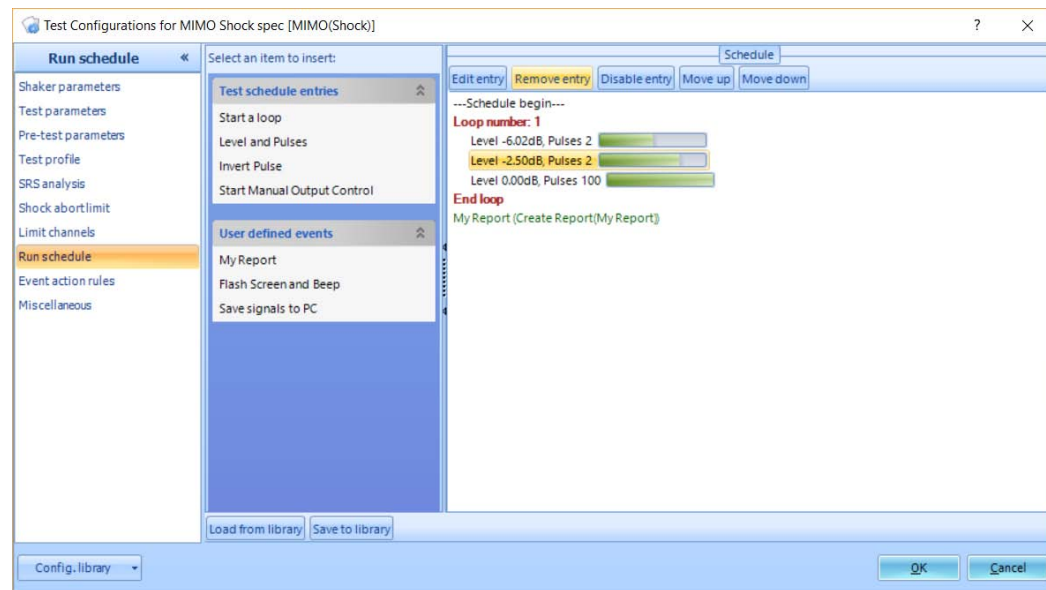 Test Configurations for MIMO Shock spec [MIMO(Shock)]
?
Run schedule «
Shaker parameters
Test parameters
Pre-test parameters
Test profile
SRS analysis
Shock abort limit
Limit channels
Run schedule
Event action rules
Miscellaneous
Select an item to insert:
Test schedule entries
Start a loop
Level and Pulses
Invert Pulse
Start Manual Output Control
User defined events
My Report
Flash Screen and Beep
Save signals to PC
Load from library Save to library
Schedule
Edit entry Remove entry Disable entry Move up Move down
---Schedule begin---
Loop number: 1
Level -6.02dB, Pulses 2
Level -2.50dB, Pulses 2
Level 0.00dB, Pulses 100
End loop
My Report (Create Report(My Report))
Config. library
OK Cancel